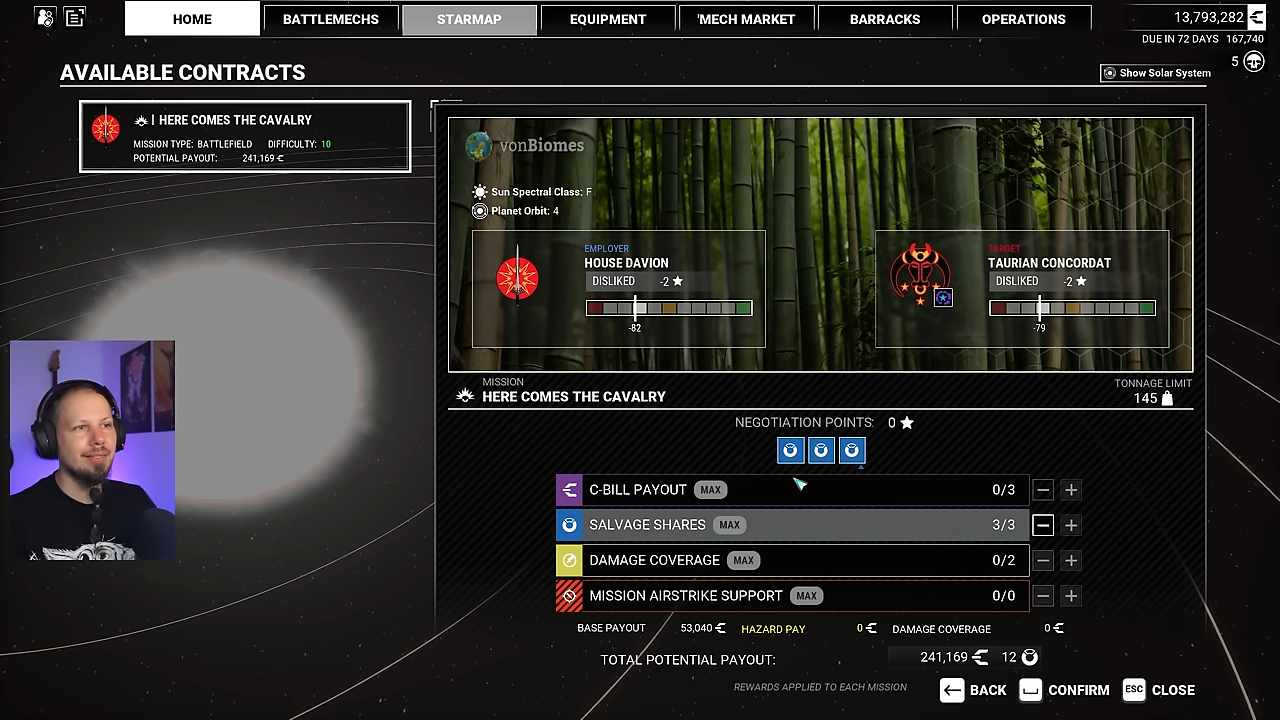 HOME
BATTLEMECHS
STARMAP
EQUIPMENT
'MECH MARKET
BARRACKS
OPERATIONS
13,793,282
DUE IN 72 DAYS 167,740
5
AVAILABLE CONTRACTS
Show Solar System
HERE COMES THE CAVALRY
MISSION TYPE: BATTLEFIELD DIFFICULTY: 10
POTENTIAL PAYOUT: 241,169
vonBiomes
Sun Spectral Class: F
Planet Orbit: 4
EMPLOYER
HOUSE DAVION
DISLIKED -2
-82
TARGET
TAURIAN CONCORDAT
DISLIKED -2
-79
MISSION
HERE COMES THE CAVALRY
TONNAGE LIMIT
145
NEGOTIATION POINTS: 0
C-BILL PAYOUT MAX 0/3
SALVAGE SHARES MAX 3/3
DAMAGE COVERAGE MAX 0/2
MISSION AIRSTRIKE SUPPORT MAX 0/0
BASE PAYOUT 53,040 HAZARD PAY 0 DAMAGE COVERAGE 0
TOTAL POTENTIAL PAYOUT: 241,169 12
REWARDS APPLIED TO EACH MISSION
BACK
CONFIRM
ESC CLOSE